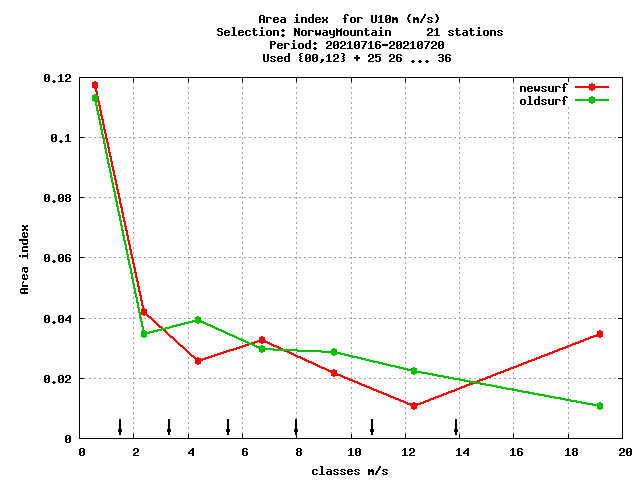 Area index  for U10m (m/s)
Selection: NorwayMountain     21 stations
Period: 20210716-20210720
Used {00,12} + 25 26 ... 36
newsurf
oldsurf
0.12
0.1
0.08
0.06
0.04
0.02
0
Area index
0 2 4 6 8 10 12 14 16 18 20
classes m/s